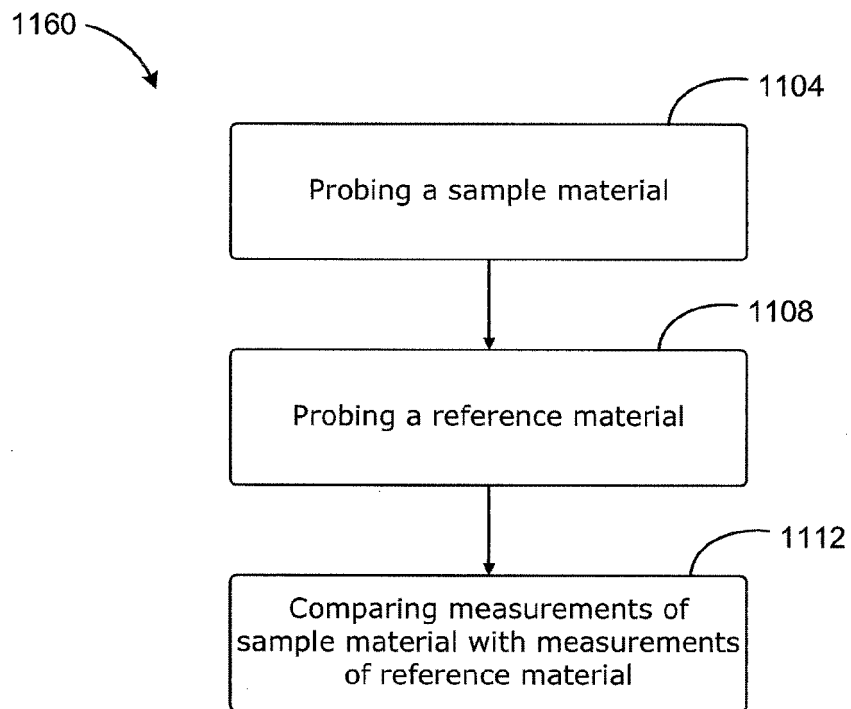 1160
1104
Probing a sample material
1108
Probing a reference material
1112
Comparing measurements of
sample material with measurements
of reference material